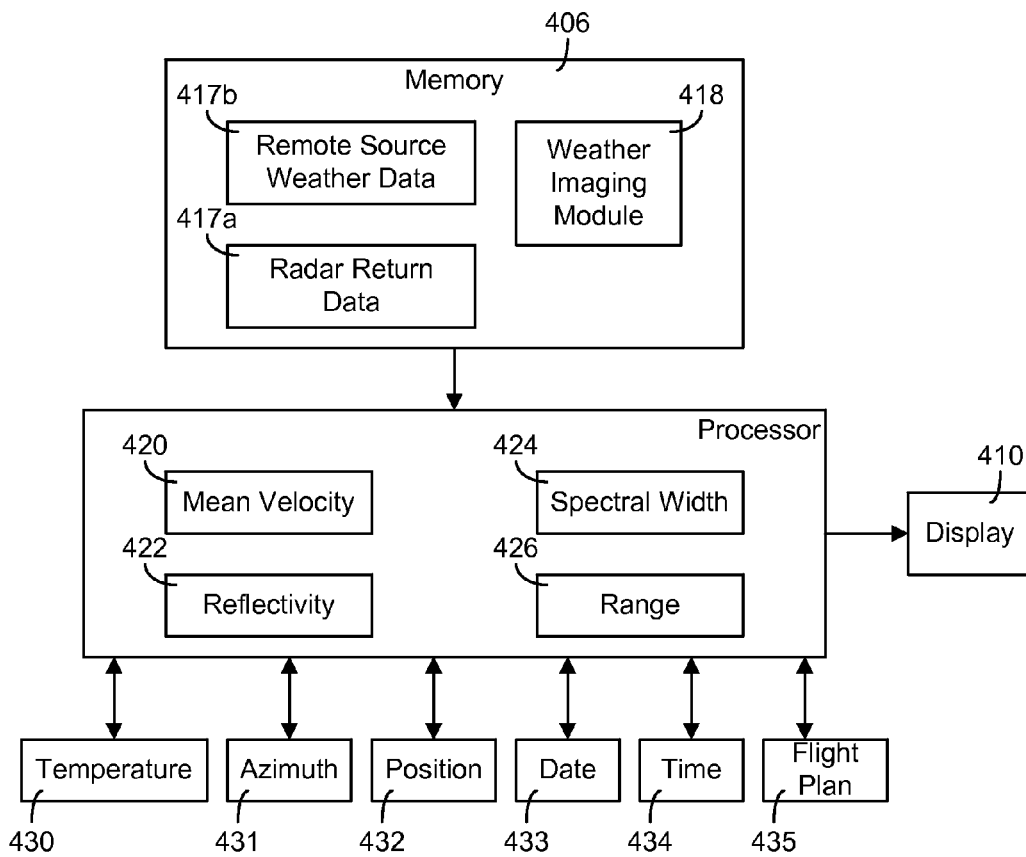 406
Memory
417b
Remote Source
Weather Data
418
Weather
Imaging
Module
417a
Radar Return
Data
Processor
420
Mean Velocity
424
Spectral Width
410
Display
422
Reflectivity
426
Range
Temperature
Azimuth
Position
Date
Time
Flight
Plan
430
431
432
433
434
435